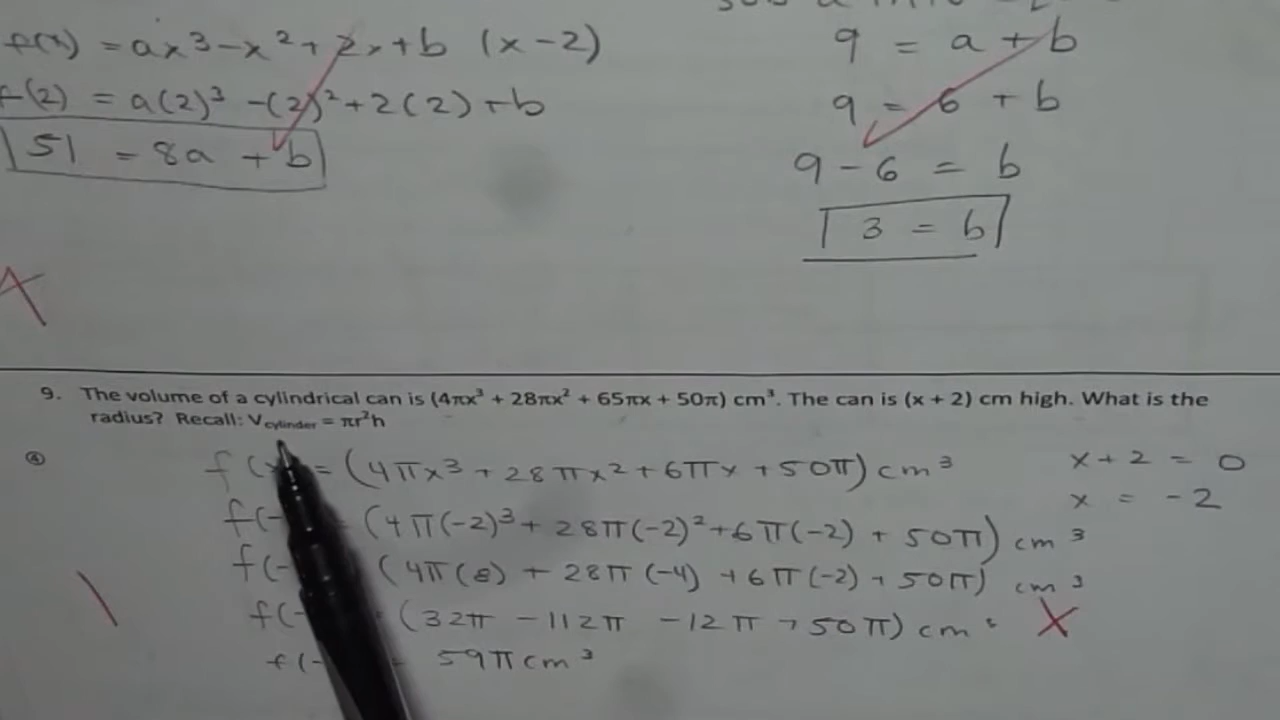 f(x) = ax³ - x² + 2x + b (x - 2)
f(2) = a(2)³ - (2)² + 2(2) + b
51 = 8a + b
9 = a + b
9 = 6 + b
9 - 6 = b
3 = b
9. The volume of a cylindrical can is (4πx³ + 28πx² + 65πx + 50π) cm³. The can is (x + 2) cm high. What is the
radius? Recall: Vcylinder = πr²h
④
f(x) = (4πx³ + 28πx² + 6πx + 50π) cm³
f(- = (4π(-2)³ + 28π(-2)² + 6π(-2) + 50π) cm³
f(- (4π(8) + 28π(-4) + 6π(-2) + 50π) cm³
f(- (32π - 112π - 12π + 50π) cm³
f(- 59π cm³
x + 2 = 0
x = -2